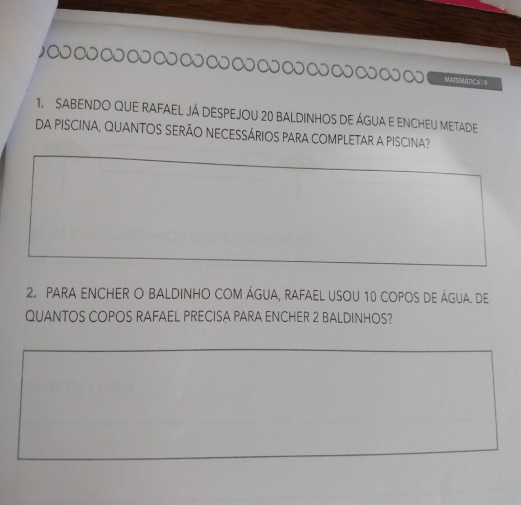 MATEMÁTICA | 9
1. SABENDO QUE RAFAEL JÁ DESPEJOU 20 BALDINHOS DE ÁGUA E ENCHEU METADE
DA PISCINA, QUANTOS SERÃO NECESSÁRIOS PARA COMPLETAR A PISCINA?
2. PARA ENCHER O BALDINHO COM ÁGUA, RAFAEL USOU 10 COPOS DE ÁGUA. DE
QUANTOS COPOS RAFAEL PRECISA PARA ENCHER 2 BALDINHOS?